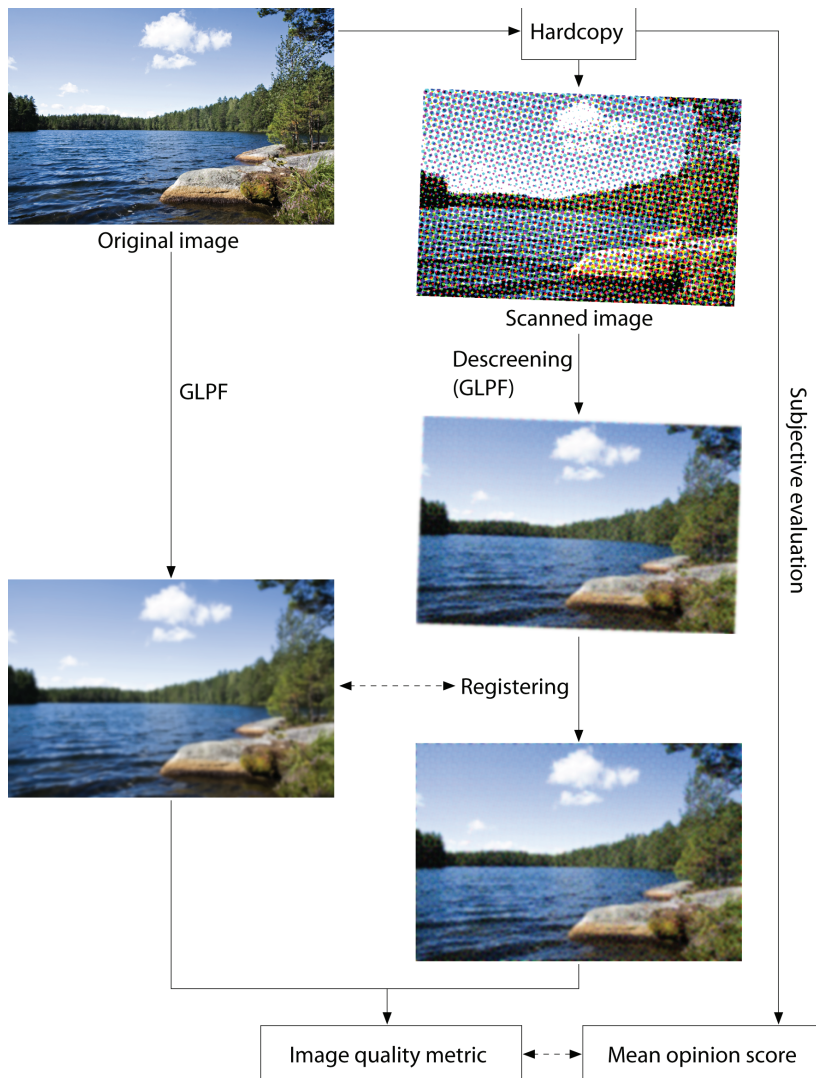 Hardcopy
Original image
Scanned image
Descreening
(GLPF)
GLPF
Subjective evaluation
Registering
Image quality metric
Mean opinion score